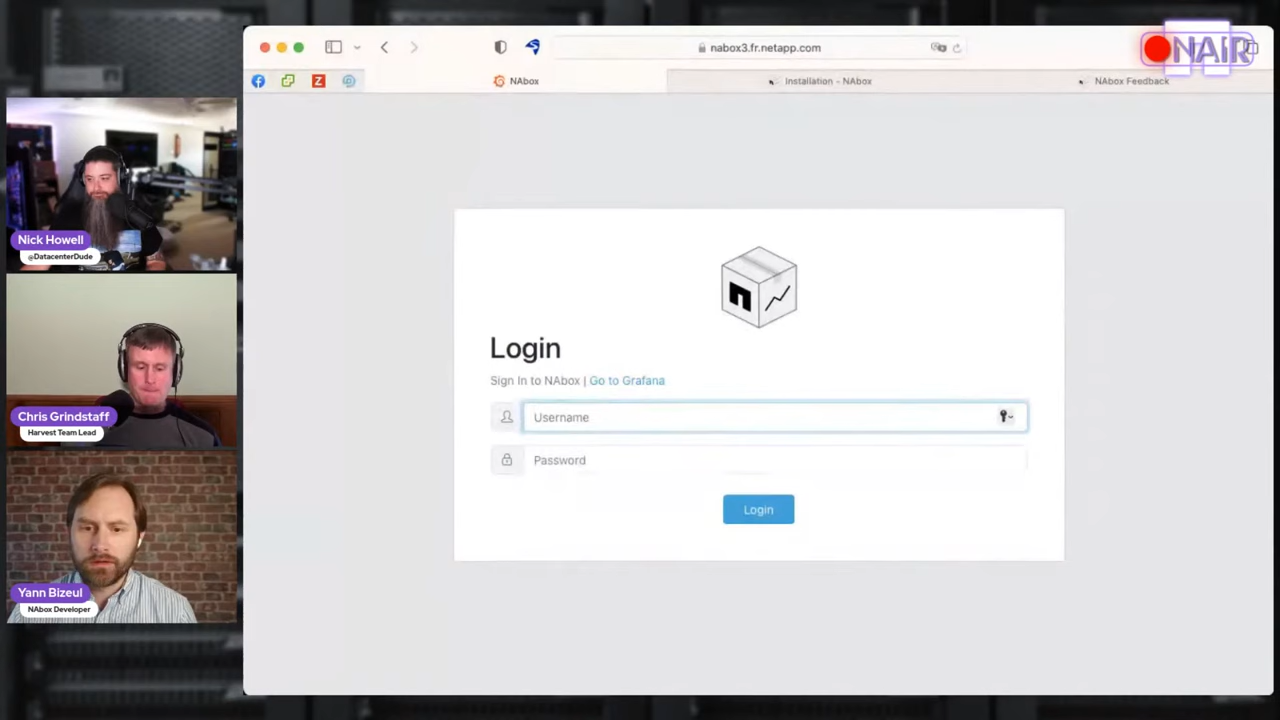 nabox3.fr.netapp.com
ONAIR
Z
NAbox
Installation - NAbox
NAbox Feedback
Nick Howell
@DatacenterDude
Chris Grindstaff
Harvest Team Lead
Yann Bizeul
NAbox Developer
Login
Sign In to NAbox | Go to Grafana
Username
Password
Login